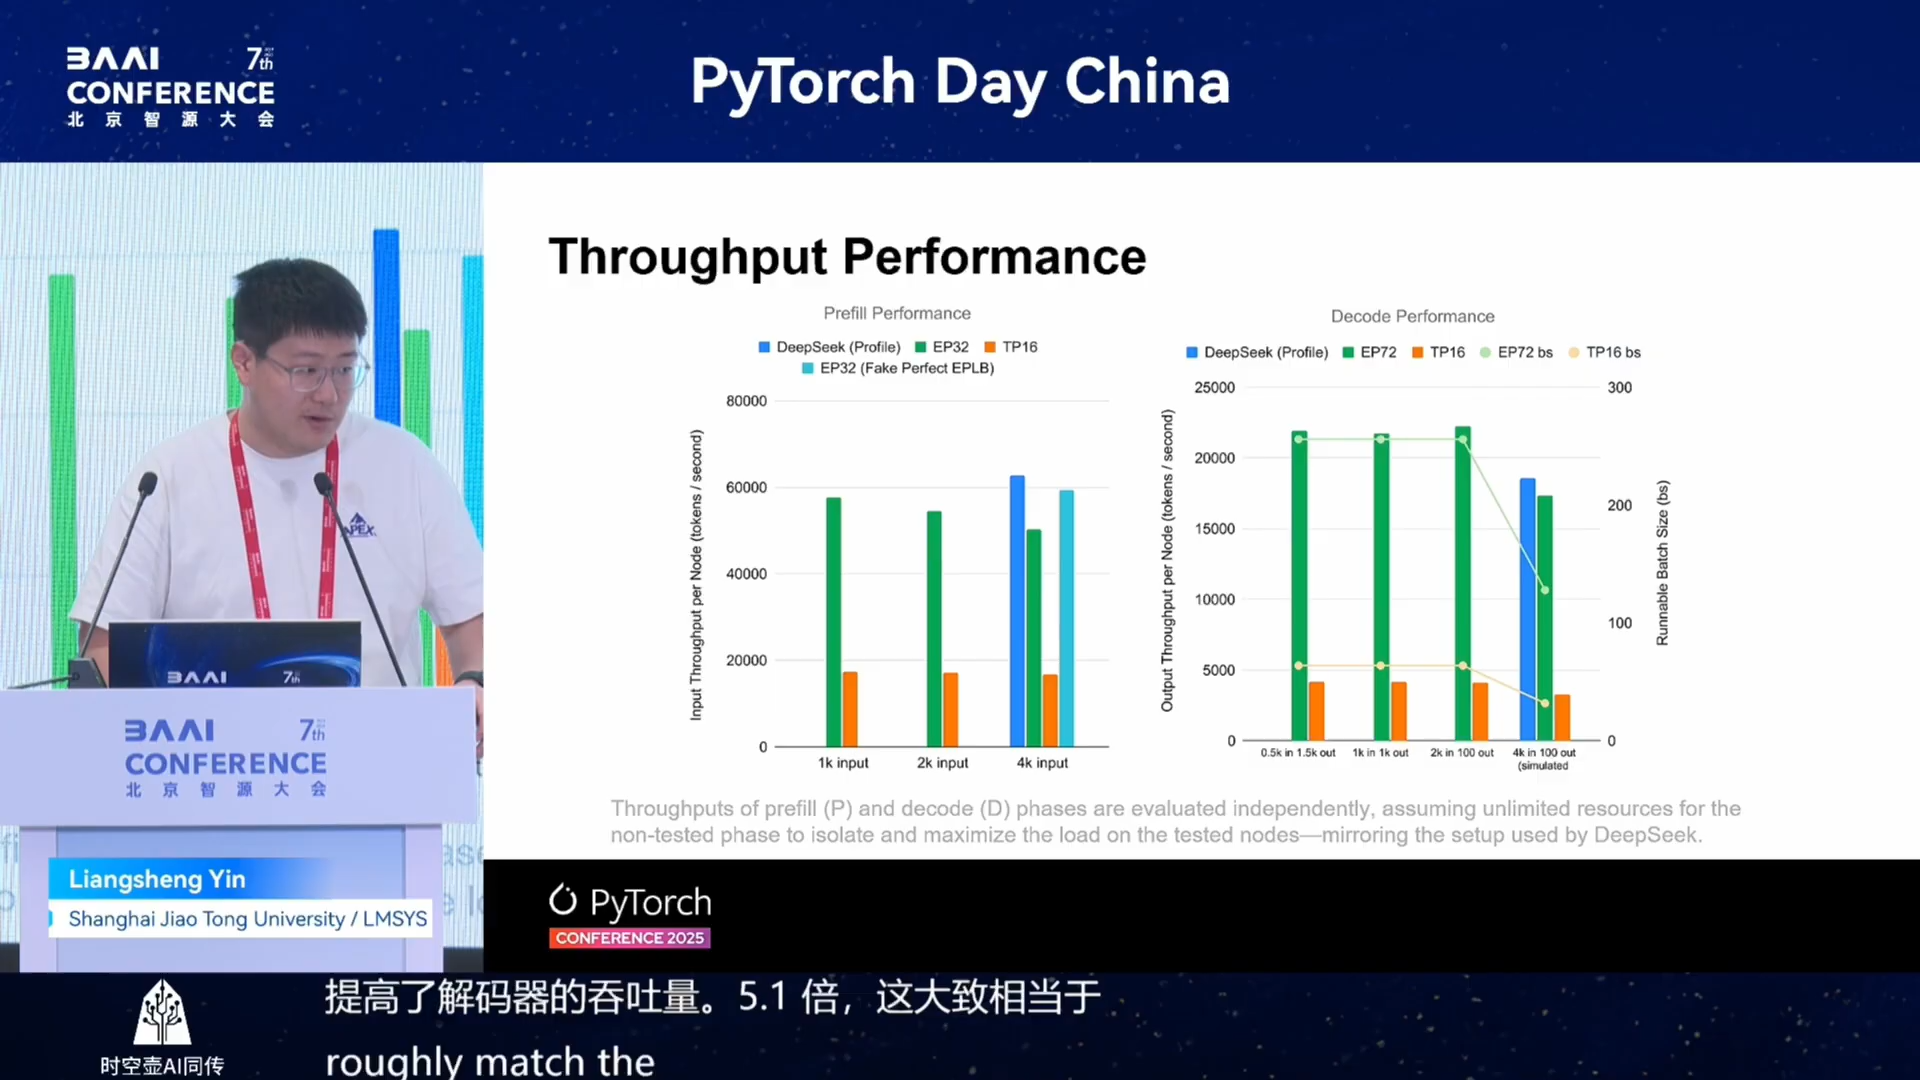 BAAI 7th
CONFERENCE
北京智源大会
PyTorch Day China
Throughput Performance
Prefill Performance
DeepSeek (Profile) EP32 TP16
EP32 (Fake Perfect EPLB)
Input Throughput per Node (tokens / second)
80000
60000
40000
20000
0
1k input 2k input 4k input
Decode Performance
DeepSeek (Profile) EP72 TP16 EP72 bs TP16 bs
Output Throughput per Node (tokens / second)
25000
20000
15000
10000
5000
0
300
200
100
0
Runnable Batch Size (bs)
0.5k in 1.5k out 1k in 1k out 2k in 100 out 4k in 100 out
(simulated
Throughputs of prefill (P) and decode (D) phases are evaluated independently, assuming unlimited resources for the
non-tested phase to isolate and maximize the load on the tested nodes—mirroring the setup used by DeepSeek.
APEX
BAAI 7th
BAAI 7th
CONFERENCE
北京智源大会
Liangsheng Yin
Shanghai Jiao Tong University / LMSYS
PyTorch
CONFERENCE 2025
时空壶AI同传
提高了解码器的吞吐量。5.1 倍，这大致相当于
roughly match the